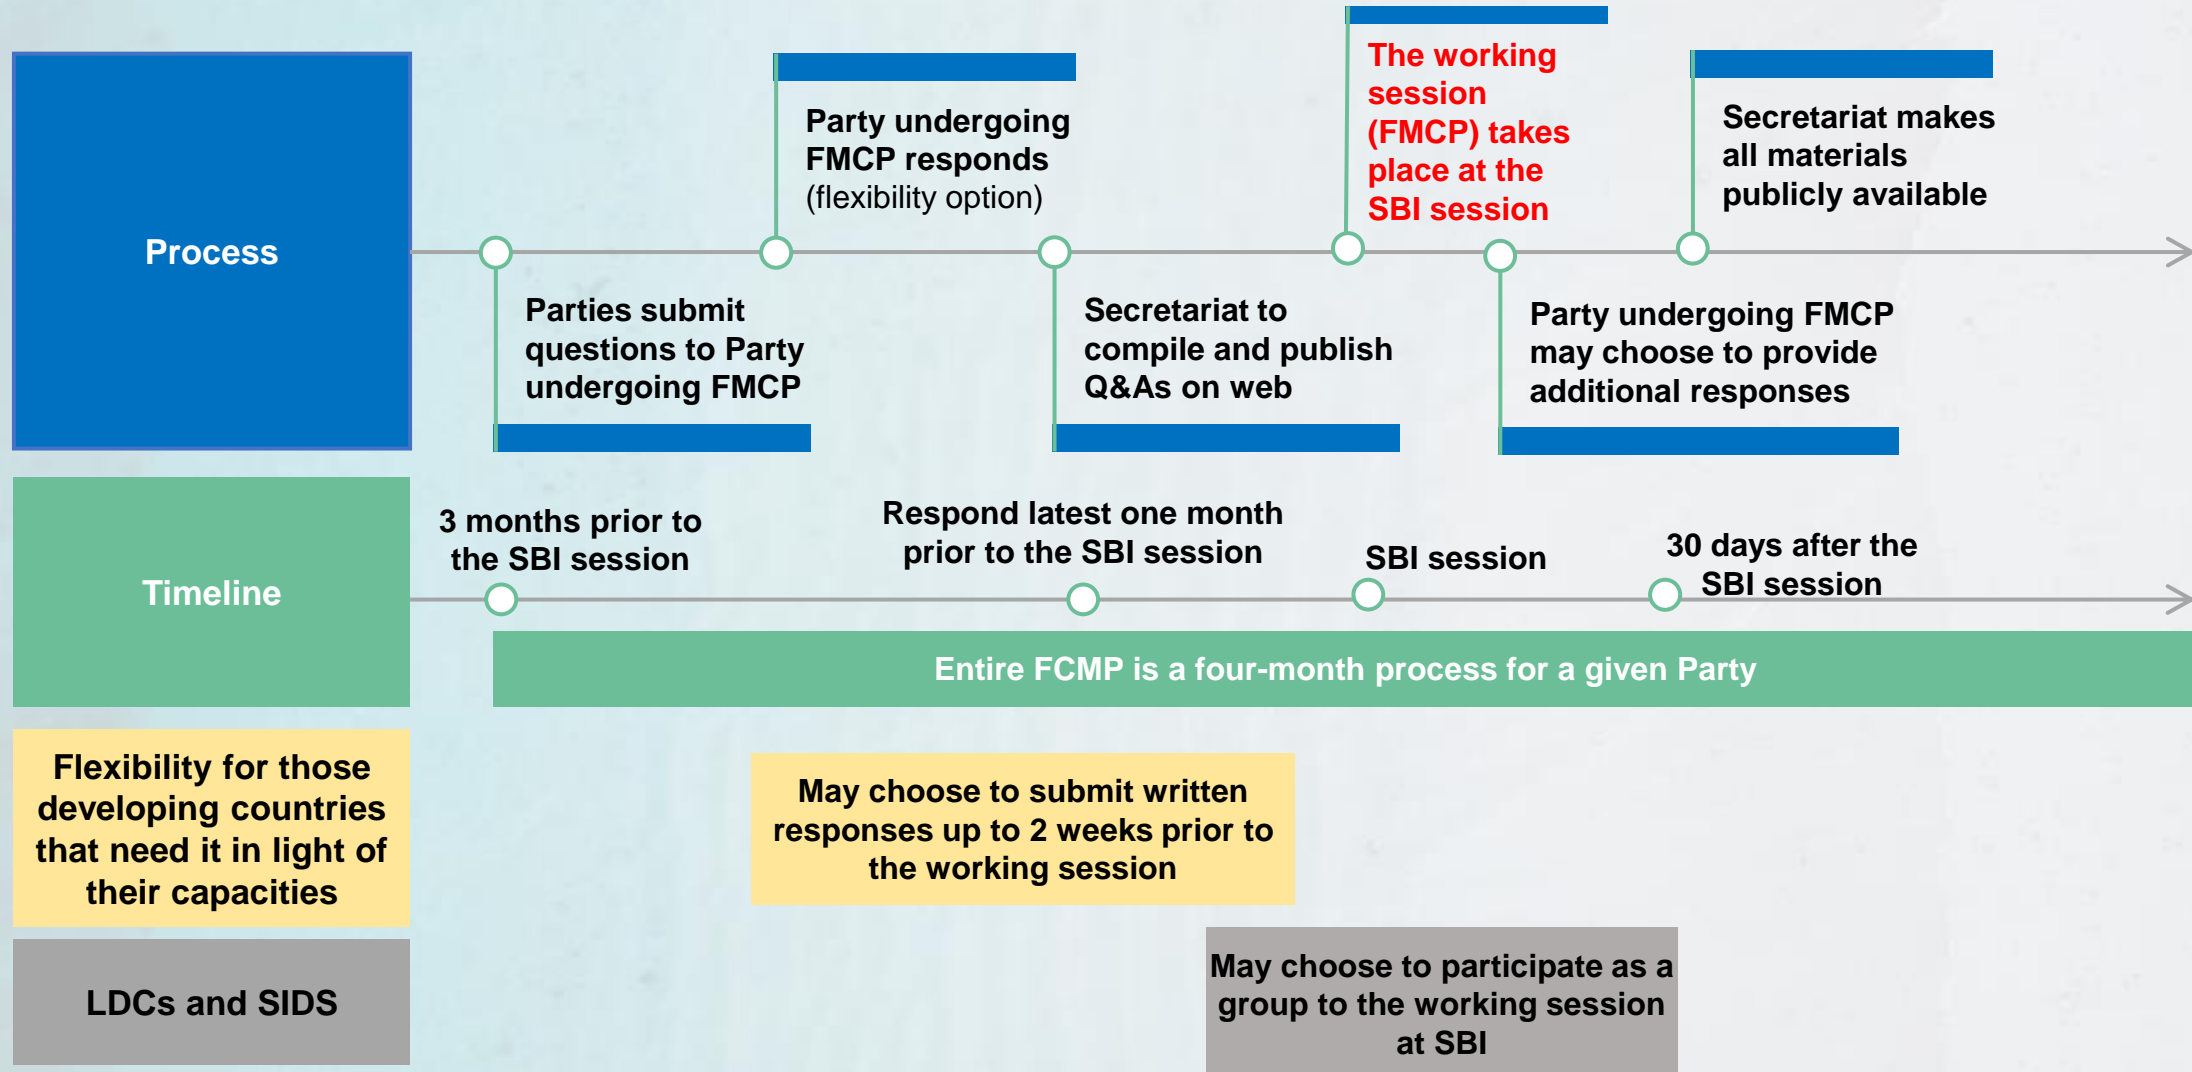 Process
Parties submit
questions to Party
undergoing FMCP
Party undergoing
FMCP responds
(flexibility option)
Secretariat to
compile and publish
Q&As on web
The working
session
(FMCP) takes
place at the
SBI session
Party undergoing FMCP
may choose to provide
additional responses
Secretariat makes
all materials
publicly available
Timeline
3 months prior to
the SBI session
Respond latest one month
prior to the SBI session
SBI session
30 days after the
SBI session
Entire FCMP is a four-month process for a given Party
Flexibility for those
developing countries
that need it in light of
their capacities
May choose to submit written
responses up to 2 weeks prior to
the working session
LDCs and SIDS
May choose to participate as a
group to the working session
at SBI